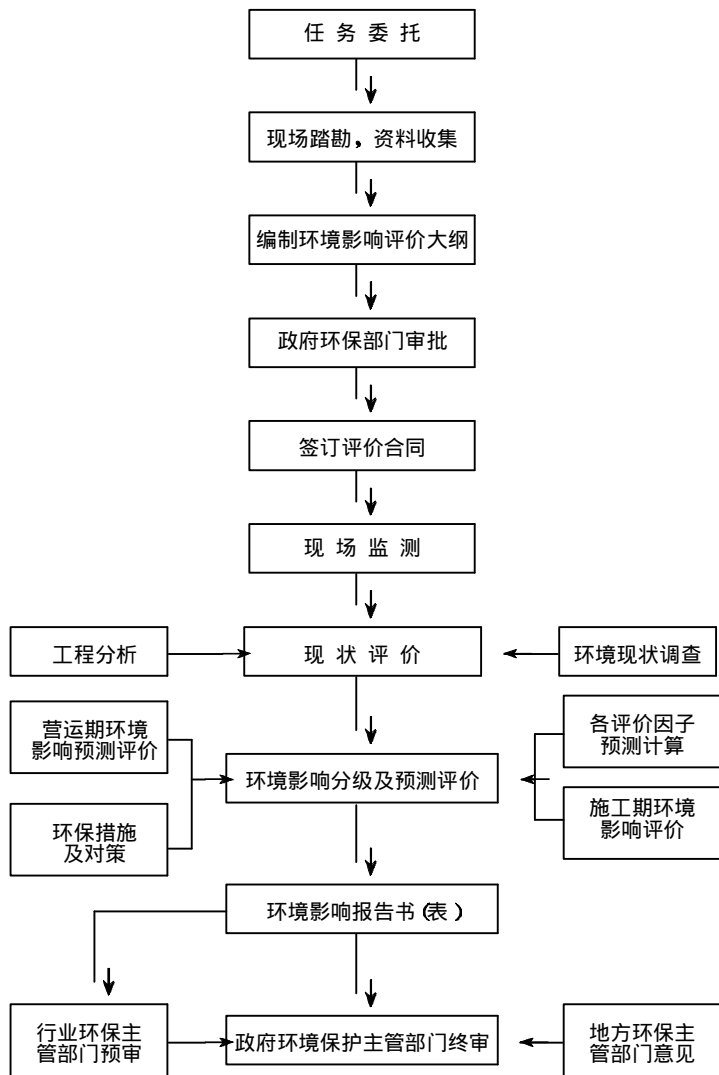 任 务 委 托
现场踏勘，资料收集
编制环境影响评价大纲
政府环保部门审批
签订评价合同
现 场 监 测
工程分析
现 状 评 价
环境现状调查
营运期环境
影响预测评价
环保措施
及对策
环境影响分级及预测评价
各评价因子
预测计算
施工期环境
影响评价
环境影响报告书(表)
行业环保主
管部门预审
政府环境保护主管部门终审
地方环保主
管部门意见